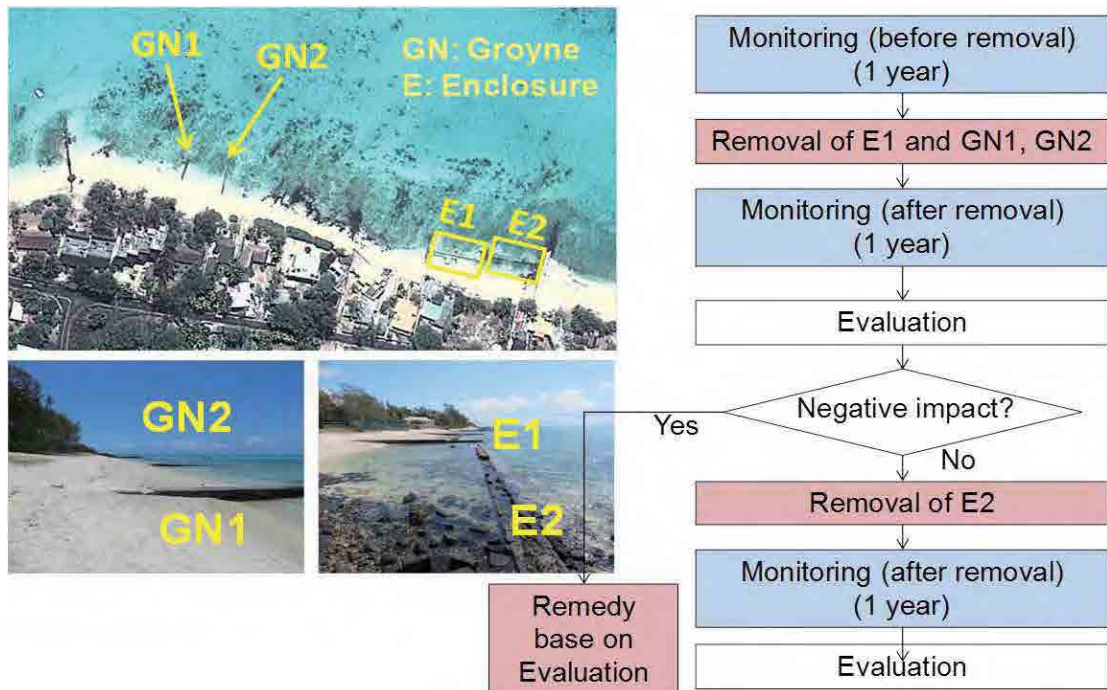 GN1
GN2
GN: Groyne
E: Enclosure
E1
E2
GN2
GN1
E1
E2
Monitoring (before removal)
(1 year)
Removal of E1 and GN1, GN2
Monitoring (after removal)
(1 year)
Evaluation
Negative impact?
Yes
No
Removal of E2
Monitoring (after removal)
(1 year)
Evaluation
Remedy
base on
Evaluation